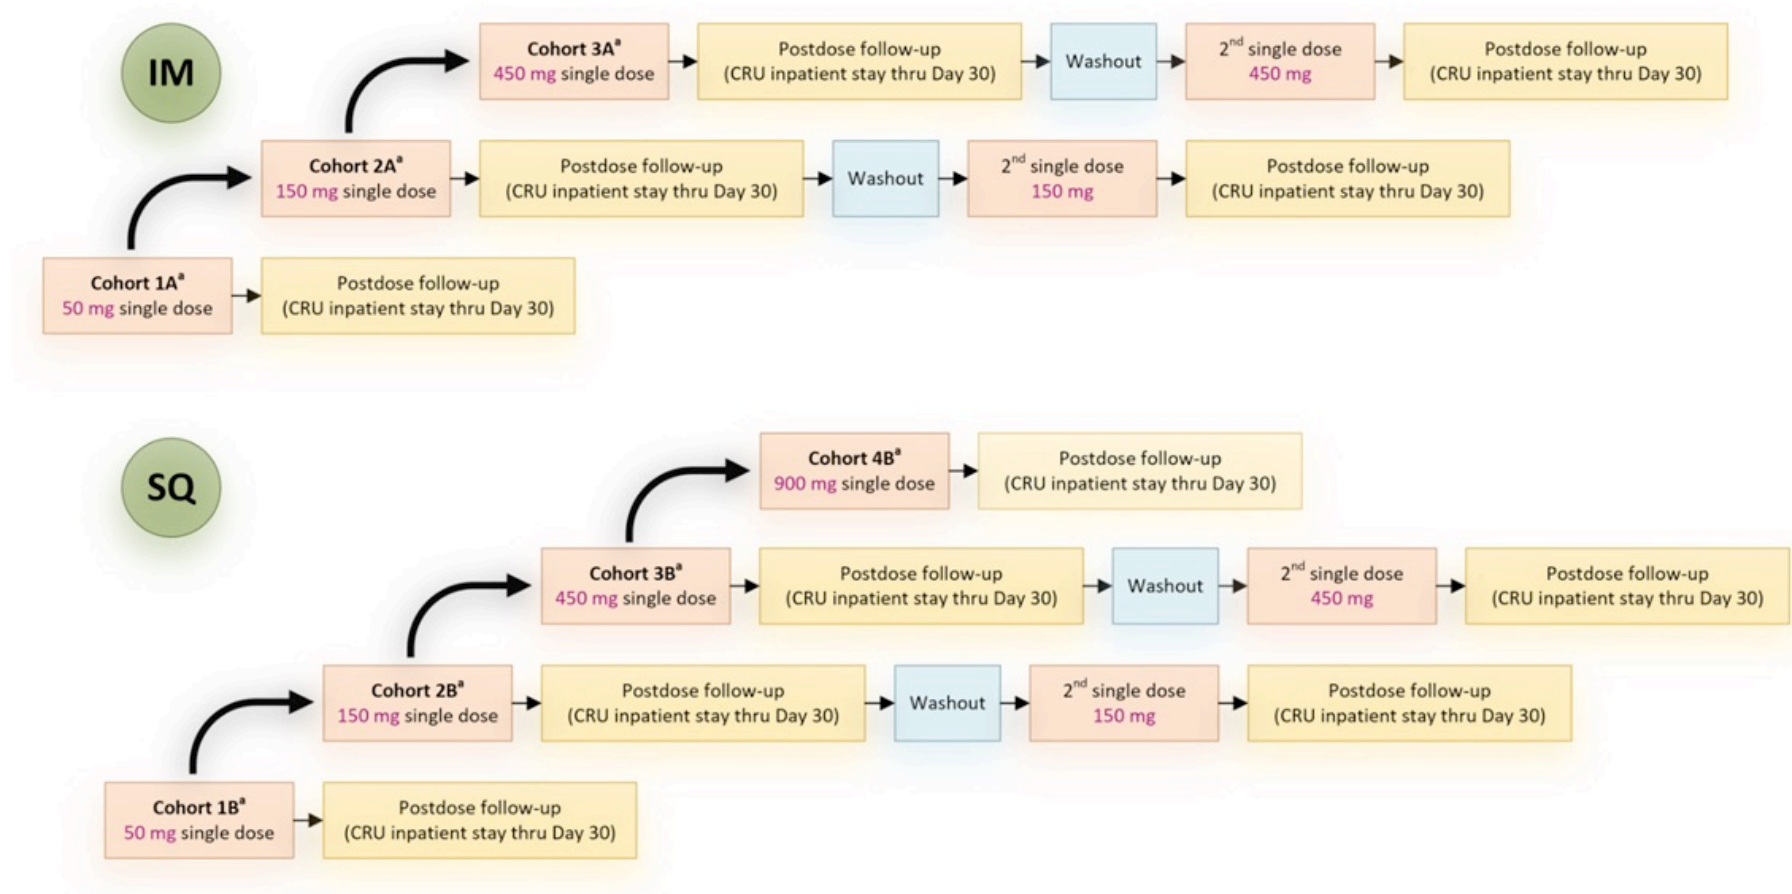 IM
Cohort 3Aª
450 mg single dose
Postdose follow-up
(CRU inpatient stay thru Day 30)
Washout
2nd single dose
450 mg
Postdose follow-up
(CRU inpatient stay thru Day 30)
Cohort 2Aª
150 mg single dose
Postdose follow-up
(CRU inpatient stay thru Day 30)
Washout
2nd single dose
150 mg
Postdose follow-up
(CRU inpatient stay thru Day 30)
Cohort 1Aª
50 mg single dose
Postdose follow-up
(CRU inpatient stay thru Day 30)
SQ
Cohort 4Bª
900 mg single dose
Postdose follow-up
(CRU inpatient stay thru Day 30)
Cohort 3Bª
450 mg single dose
Postdose follow-up
(CRU inpatient stay thru Day 30)
Washout
2nd single dose
450 mg
Postdose follow-up
(CRU inpatient stay thru Day 30)
Cohort 2Bª
150 mg single dose
Postdose follow-up
(CRU inpatient stay thru Day 30)
Washout
2nd single dose
150 mg
Postdose follow-up
(CRU inpatient stay thru Day 30)
Cohort 1Bª
50 mg single dose
Postdose follow-up
(CRU inpatient stay thru Day 30)